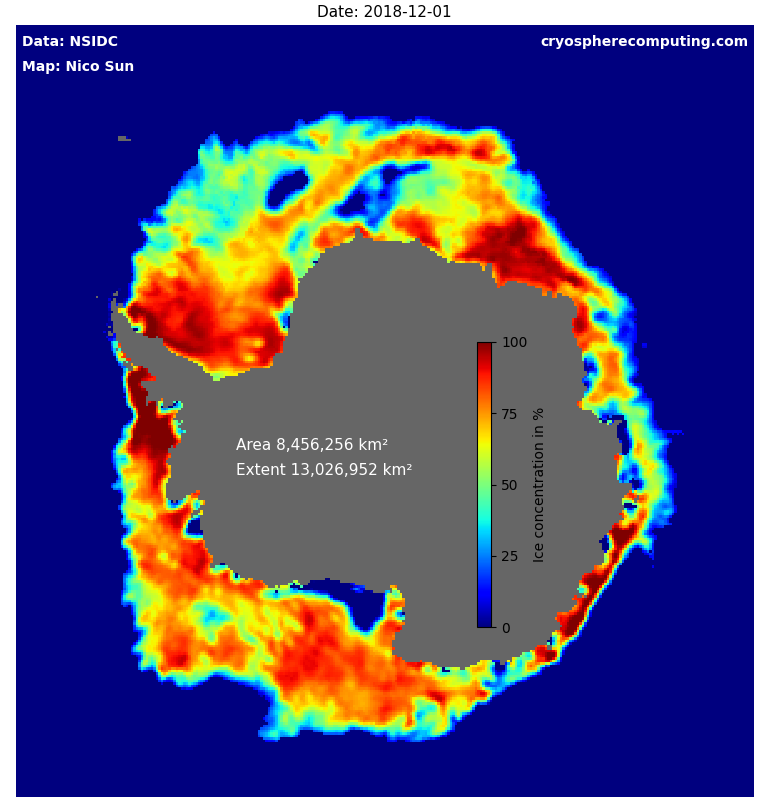 Date: 2018-12-01
Data: NSIDC
cryospherecomputing.com
Map: Nico Sun
100
75
50
25
0
Ice concentration in %
Area 8,456,256 km²
Extent 13,026,952 km²